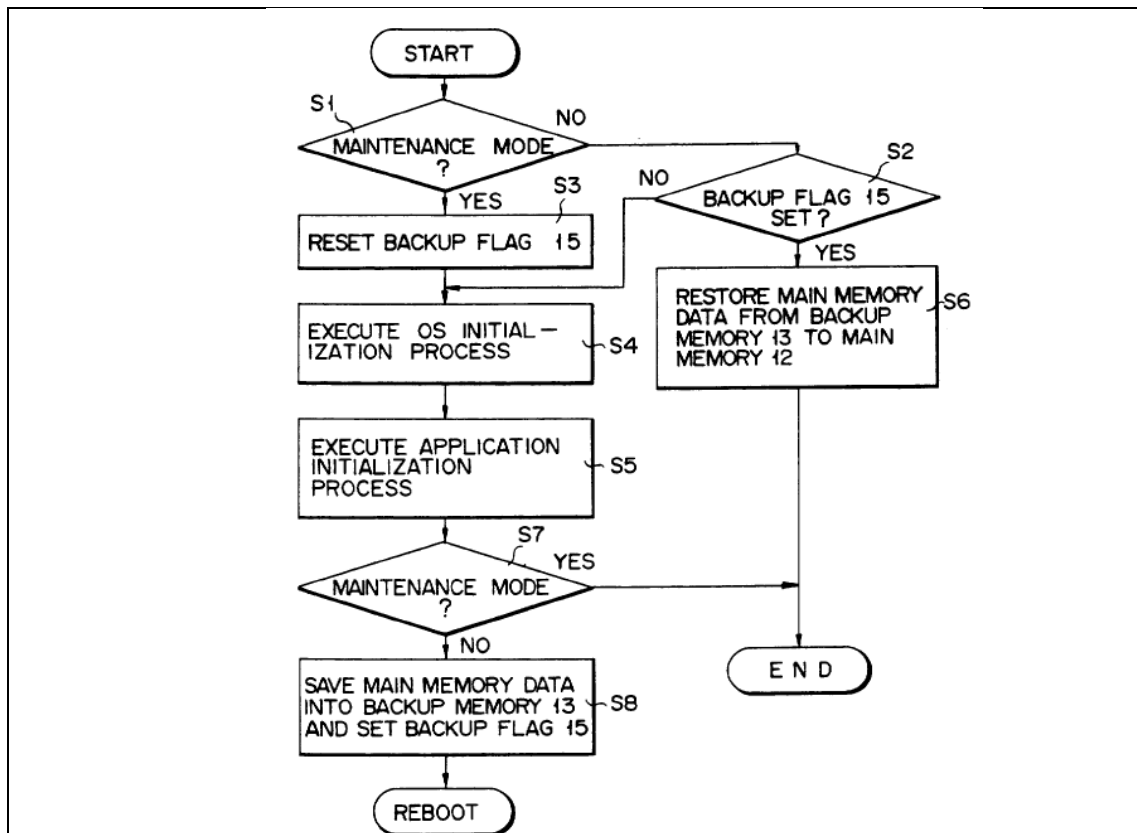 START
S1
MAINTENANCE MODE
?
NO
YES
S2
BACKUP FLAG 15
SET?
NO
YES
S3
RESET BACKUP FLAG 15
RESTORE MAIN MEMORY
DATA FROM BACKUP
MEMORY 13 TO MAIN
MEMORY 12
S6
EXECUTE OS INITIAL-
IZATION PROCESS
S4
EXECUTE APPLICATION
INITIALIZATION
PROCESS
S5
S7
MAINTENANCE MODE
?
YES
NO
END
SAVE MAIN MEMORY DATA
INTO BACKUP MEMORY 13
AND SET BACKUP FLAG 15
S8
REBOOT